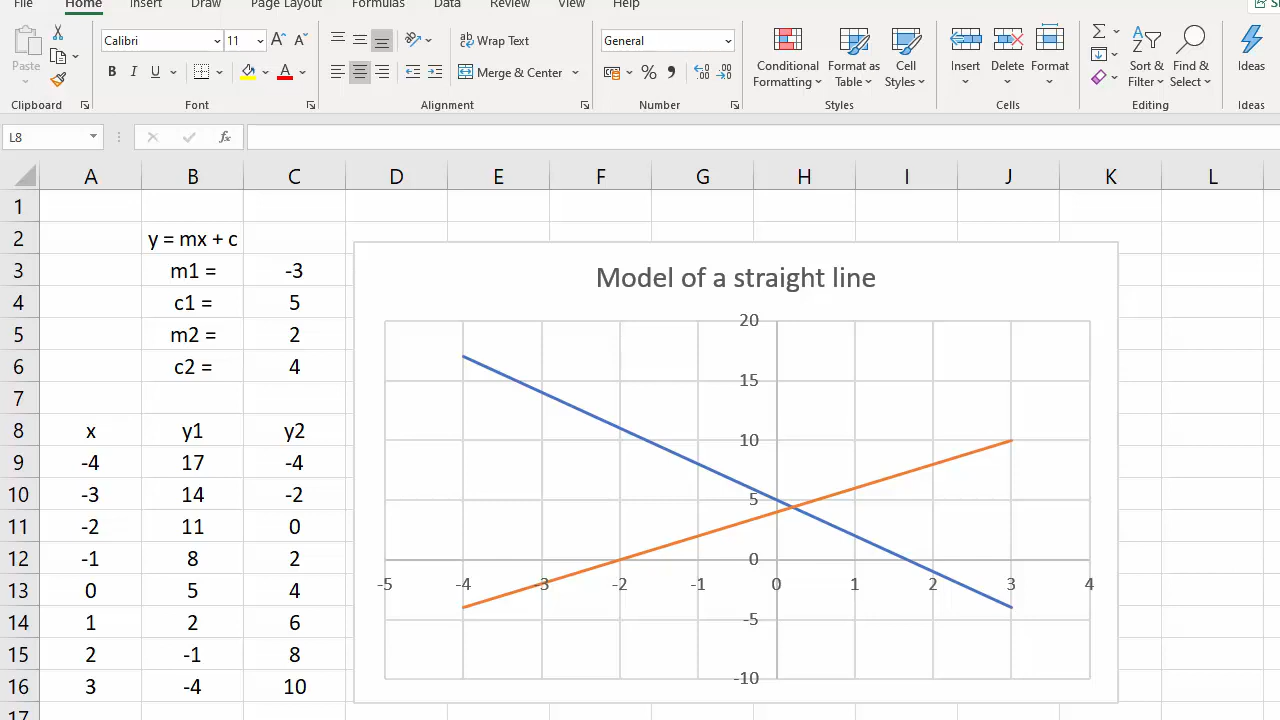 File Home Insert Draw Page Layout Formulas Data Review View Help
Calibri 11 A A Wrap Text General
Paste B I U A Merge & Center % Conditional Formatting Format as Table Cell Styles Insert Delete Format Sort & Filter Find & Select Ideas
Clipboard Font Alignment Number Styles Cells Editing Ideas
L8 fx
A B C D E F G H I J K L
1
2 y = mx + c
3 m1 = -3
4 c1 = 5
5 m2 = 2
6 c2 = 4
7
8 x y1 y2
9 -4 17 -4
10 -3 14 -2
11 -2 11 0
12 -1 8 2
13 0 5 4
14 1 2 6
15 2 -1 8
16 3 -4 10
17
Model of a straight line
20
15
10
5
0
-5 -4 -3 -2 -1 0 1 2 3 4
-5
-10